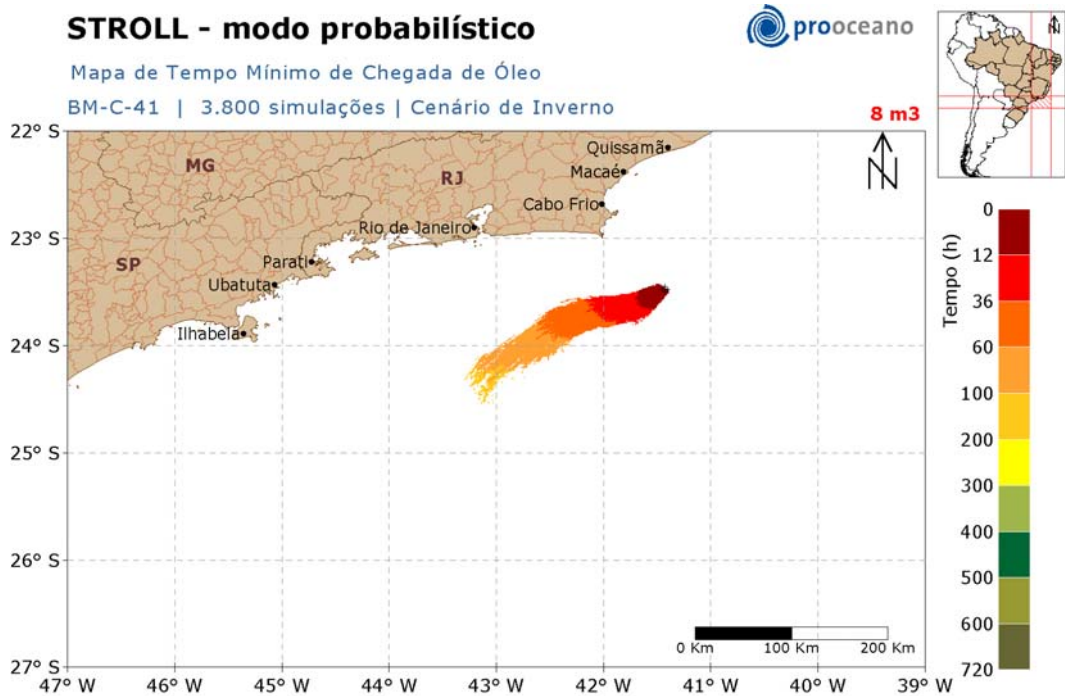 STROLL - modo probabilístico
prooceano
Mapa de Tempo Mínimo de Chegada de Óleo
BM-C-41 | 3.800 simulações | Cenário de Inverno
8 m3
N
N
22° S
23° S
24° S
25° S
26° S
27° S
MG
RJ
SP
Quissamã
Macaé
Cabo Frio
Rio de Janeiro
Parati
Ubatuta
Ilhabela
0 Km
100 Km
200 Km
47° W
46° W
45° W
44° W
43° W
42° W
41° W
40° W
39° W
Tempo (h)
0
12
36
60
100
200
300
400
500
600
720